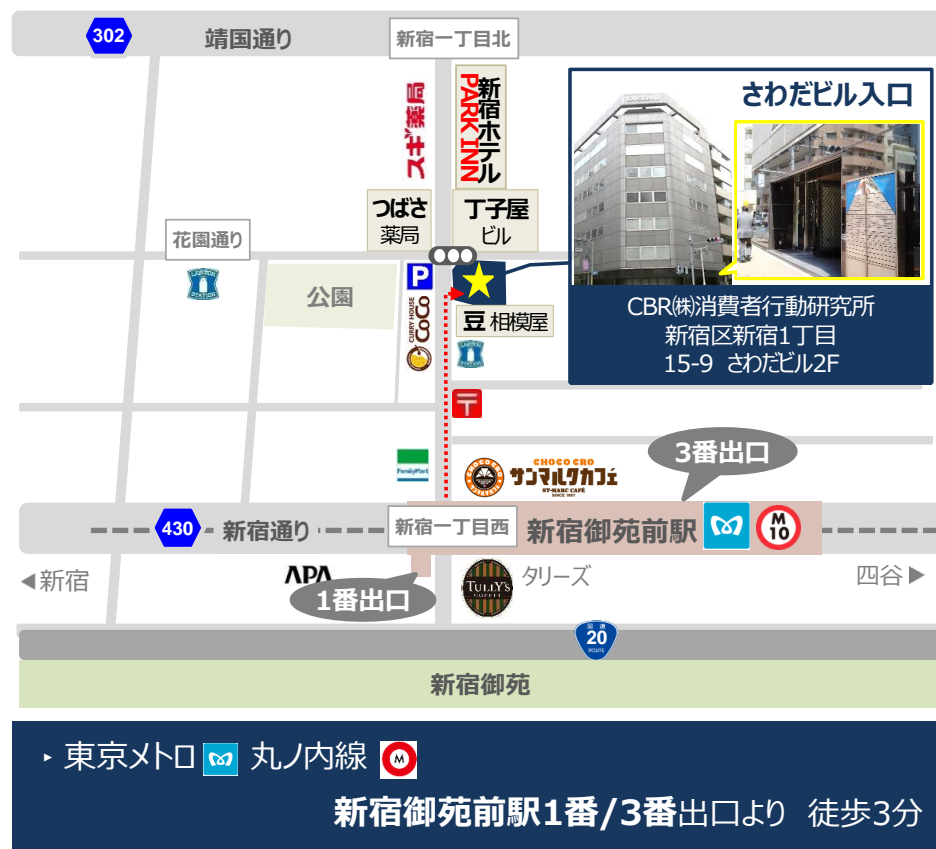 302
靖国通り
新宿一丁目北
スギ薬局
新宿ホテル
PARK INN
さわだビル入口
つばさ
薬局
丁子屋
ビル
花園通り
LAWSON
STATION
公園
P
CURRY HOUSE
CoCo
豆 相模屋
CBR㈱消費者行動研究所
新宿区新宿1丁目
15-9 さわだビル2F
〒
3番出口
FamilyMart
CHOCO CRO
サンマルクカフェ
ST-MARC CAFÉ
SINCE 1987
430
新宿通り
新宿一丁目西
新宿御苑前駅
M
10
◀新宿
APA
1番出口
TULLY'S
COFFEE
タリーズ
四谷▶
国道
20
ROUTE
新宿御苑
▸ 東京メトロ 丸ノ内線 M
新宿御苑前駅1番/3番出口より 徒歩3分